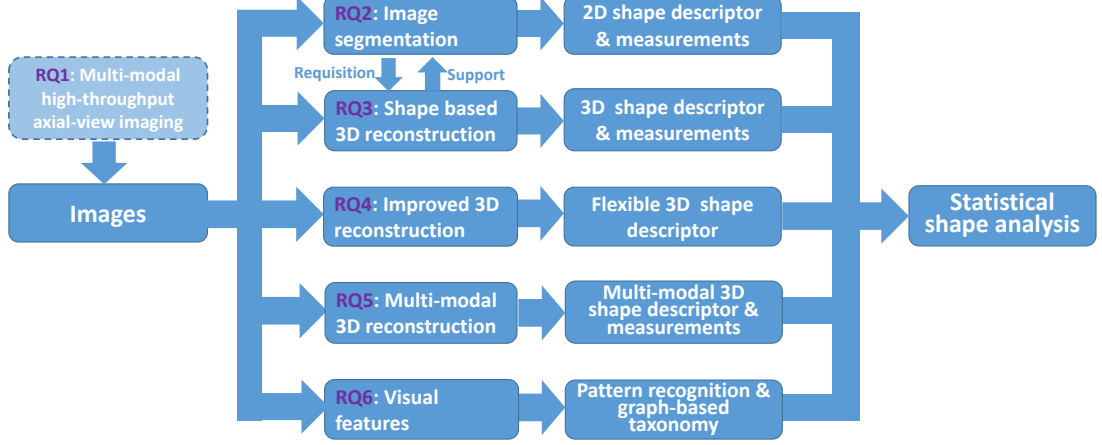 RQ1: Multi-modal
high-throughput
axial-view imaging
Images
RQ2: Image
segmentation
Requisition
Support
RQ3: Shape based
3D reconstruction
RQ4: Improved 3D
reconstruction
RQ5: Multi-modal
3D reconstruction
RQ6: Visual
features
2D shape descriptor
& measurements
3D shape descriptor
& measurements
Flexible 3D shape
descriptor
Multi-modal 3D
shape descriptor &
measurements
Pattern recognition &
graph-based
taxonomy
Statistical
shape analysis